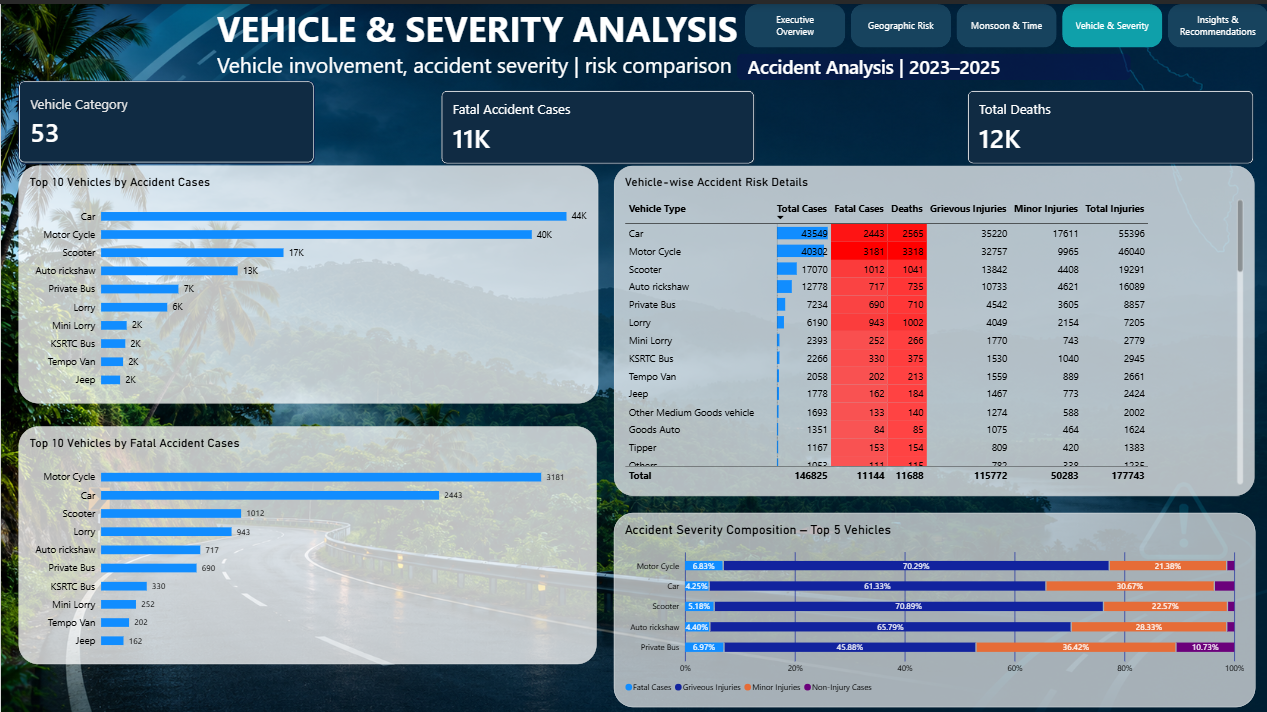 VEHICLE & SEVERITY ANALYSIS
Executive Overview
Geographic Risk
Monsoon & Time
Vehicle & Severity
Insights & Recommendations
Vehicle involvement, accident severity | risk comparison
Accident Analysis | 2023–2025
Vehicle Category
53
Fatal Accident Cases
11K
Total Deaths
12K
Top 10 Vehicles by Accident Cases
Car 44K
Motor Cycle 40K
Scooter 17K
Auto rickshaw 13K
Private Bus 7K
Lorry 6K
Mini Lorry 2K
KSRTC Bus 2K
Tempo Van 2K
Jeep 2K
Top 10 Vehicles by Fatal Accident Cases
Motor Cycle 3181
Car 2443
Scooter 1012
Lorry 943
Auto rickshaw 717
Private Bus 690
KSRTC Bus 330
Mini Lorry 252
Tempo Van 202
Jeep 162
Vehicle-wise Accident Risk Details
Vehicle Type Total Cases Fatal Cases Deaths Grievous Injuries Minor Injuries Total Injuries
Car 43549 2443 2565 35220 17611 55396
Motor Cycle 40302 3181 3318 32757 9965 46040
Scooter 17070 1012 1041 13842 4408 19291
Auto rickshaw 12778 717 735 10733 4621 16089
Private Bus 7234 690 710 4542 3605 8857
Lorry 6190 943 1002 4049 2154 7205
Mini Lorry 2393 252 266 1770 743 2779
KSRTC Bus 2266 330 375 1530 1040 2945
Tempo Van 2058 202 213 1559 889 2661
Jeep 1778 162 184 1467 773 2424
Other Medium Goods vehicle 1693 133 140 1274 588 2002
Goods Auto 1351 84 85 1075 464 1624
Tipper 1167 153 154 809 420 1383
Others 1053 111 115 782 338 1235
Total 146825 11144 11688 115772 50283 177743
Accident Severity Composition – Top 5 Vehicles
Motor Cycle 6.83% 70.29% 21.38%
Car 4.25% 61.33% 30.67%
Scooter 5.18% 70.89% 22.57%
Auto rickshaw 4.40% 65.79% 28.33%
Private Bus 6.97% 45.88% 36.42% 10.73%
0% 20% 40% 60% 80% 100%
Fatal Cases Griveous Injuries Minor Injuries Non-Injury Cases